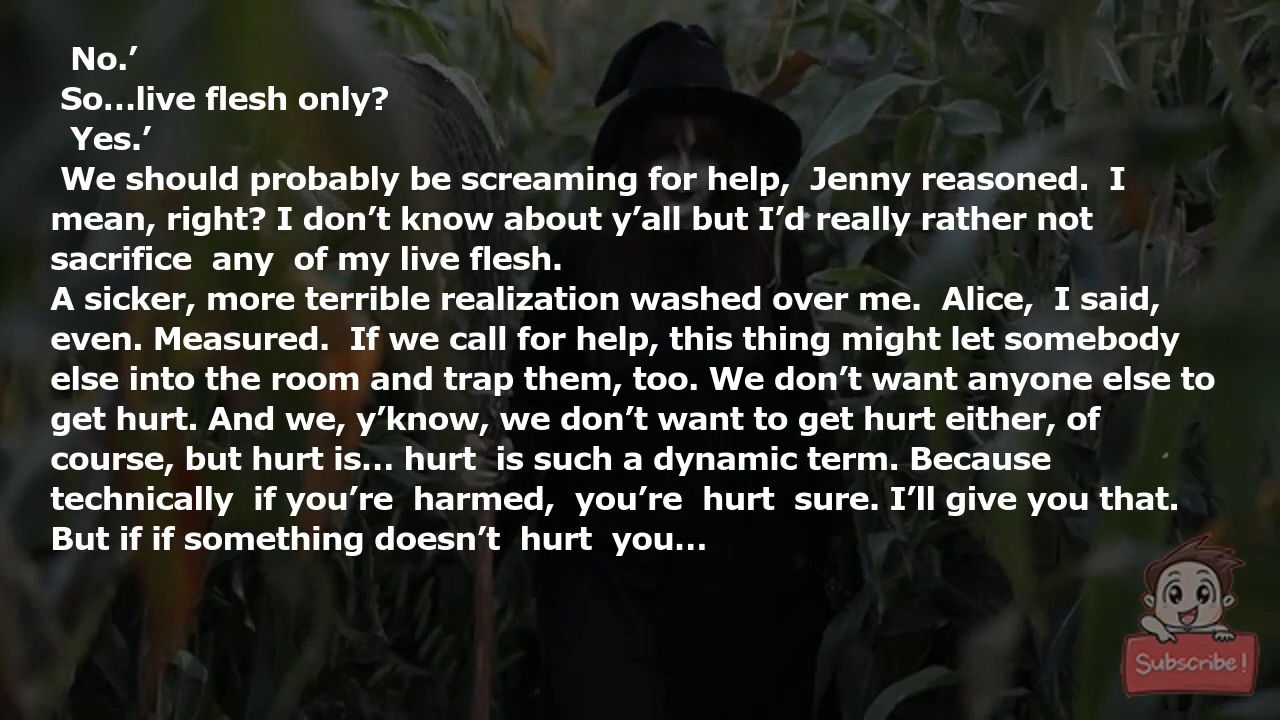 No.’
So...live flesh only?
Yes.’
We should probably be screaming for help,  Jenny reasoned.  I
mean, right? I don’t know about y’all but I’d really rather not
sacrifice  any  of my live flesh.
A sicker, more terrible realization washed over me.  Alice,  I said,
even. Measured.  If we call for help, this thing might let somebody
else into the room and trap them, too. We don’t want anyone else to
get hurt. And we, y’know, we don’t want to get hurt either, of
course, but hurt is... hurt  is such a dynamic term. Because
technically  if you’re  harmed,  you’re  hurt  sure. I’ll give you that.
But if if something doesn’t  hurt  you...
Subscribe!